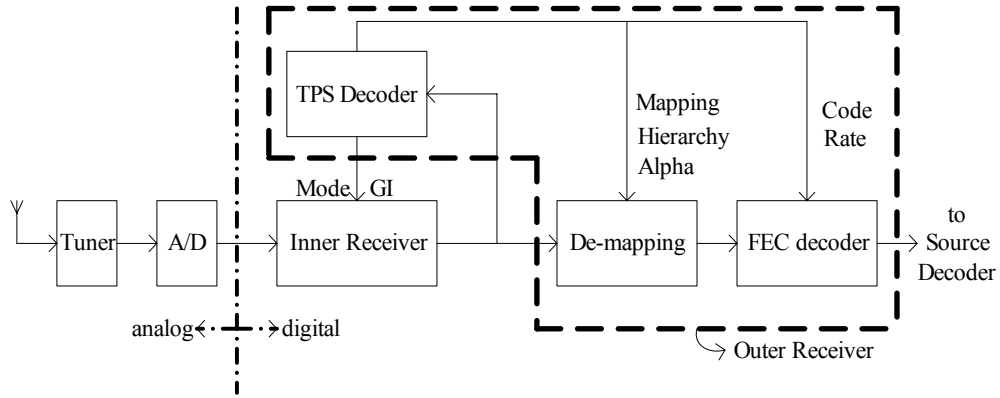 TPS Decoder
Mapping
Hierarchy
Alpha
Code
Rate
Mode GI
Tuner
A/D
Inner Receiver
De-mapping
FEC decoder
to
Source
Decoder
analog
digital
Outer Receiver